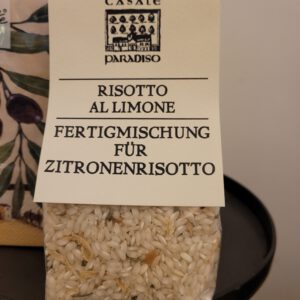 CASALE
PARADISO
RISOTTO
AL LIMONE
FERTIGMISCHUNG
FÜR
ZITRONENRISOTTO